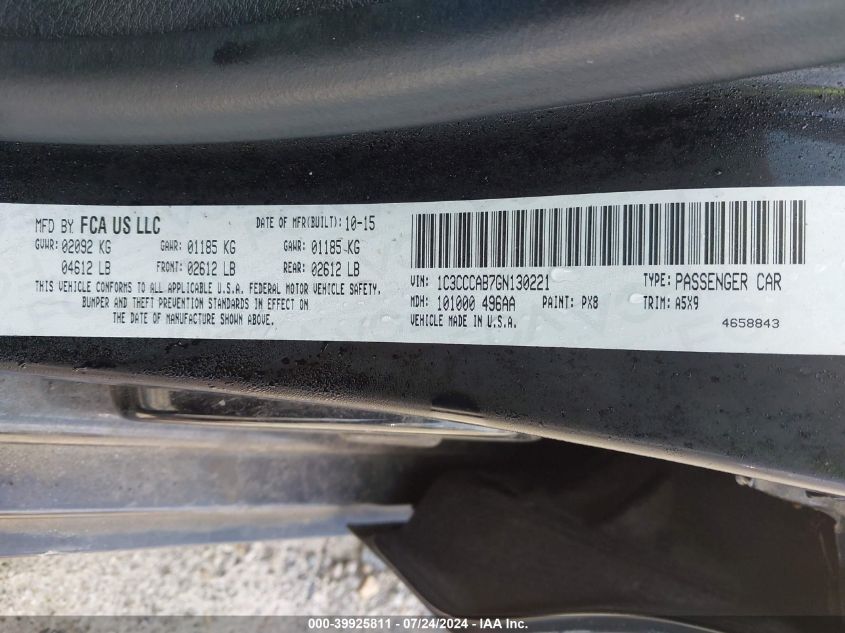 MFD BY FCA US LLC DATE OF MFR(BUILT): 10-15
GVWR: 02092 KG GAWR: 01185 KG GAWR: 01185 KG
04612 LB FRONT: 02612 LB REAR: 02612 LB
THIS VEHICLE CONFORMS TO ALL APPLICABLE U.S.A. FEDERAL MOTOR VEHICLE SAFETY,
BUMPER AND THEFT PREVENTION STANDARDS IN EFFECT ON
THE DATE OF MANUFACTURE SHOWN ABOVE.
VIN: 1C3CCCAB7GN130221 TYPE: PASSENGER CAR
MDH: 101000 496AA PAINT: PX8 TRIM: A5X9
VEHICLE MADE IN U.S.A. 4658843
000-39925811 - 07/24/2024 - IAA Inc.